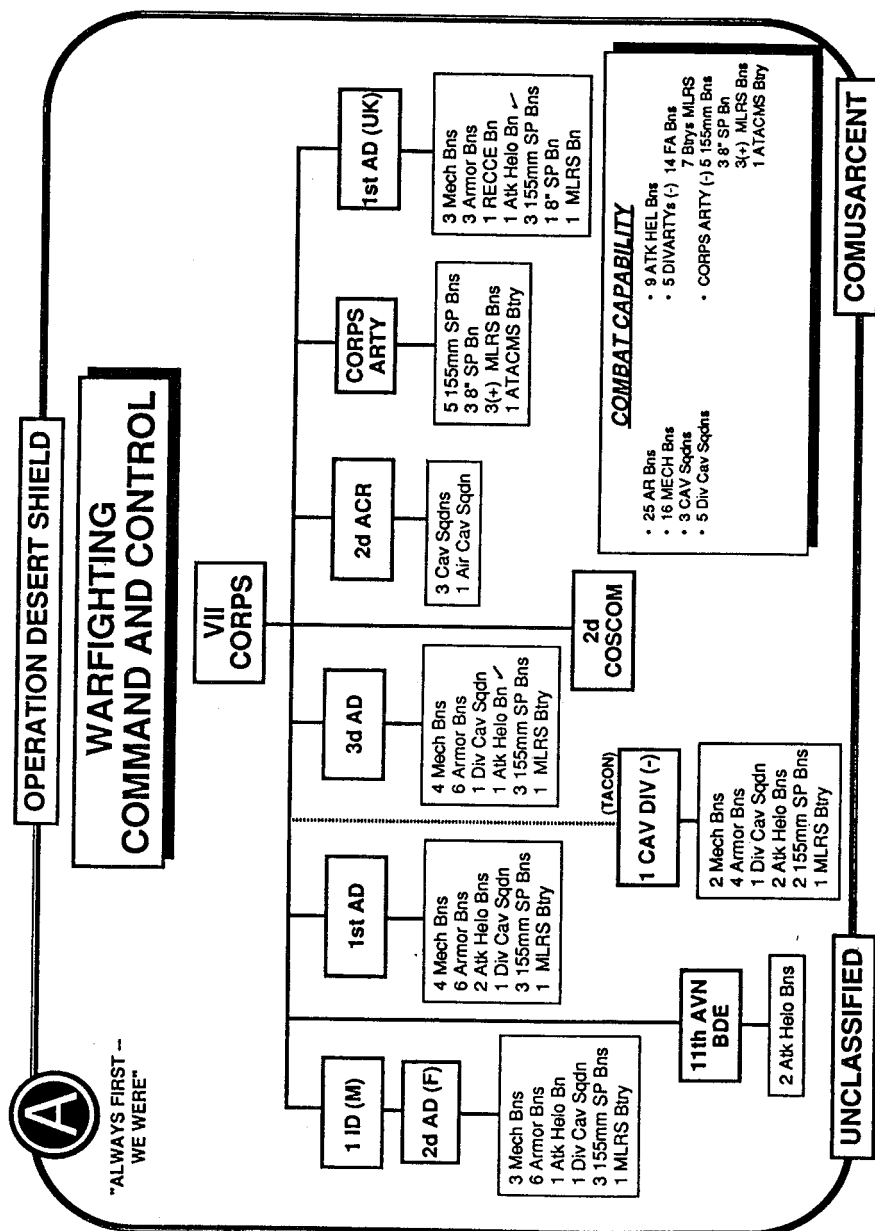 OPERATION DESERT SHIELD
A
"ALWAYS FIRST --
WE WERE"
WARFIGHTING
COMMAND AND CONTROL
VII
CORPS
1 ID (M)
2d AD (F)
3 Mech Bns
6 Armor Bns
1 Atk Helo Bn
1 Div Cav Sqdn
3 155mm SP Bns
1 MLRS Btry
11th AVN
BDE
2 Atk Helo Bns
1st AD
4 Mech Bns
6 Armor Bns
2 Atk Helo Bns
1 Div Cav Sqdn
3 155mm SP Bns
1 MLRS Btry
(TACON)
1 CAV DIV (-)
2 Mech Bns
4 Armor Bns
1 Div Cav Sqdn
2 Atk Helo Bns
2 155mm SP Bns
1 MLRS Btry
3d AD
4 Mech Bns
6 Armor Bns
1 Div Cav Sqdn
1 Atk Helo Bn ✓
3 155mm SP Bns
1 MLRS Btry
2d
COSCOM
2d ACR
3 Cav Sqdns
1 Air Cav Sqdn
CORPS
ARTY
5 155mm SP Bns
3 8" SP Bn
3(+) MLRS Bns
1 ATACMS Btry
1st AD (UK)
3 Mech Bns
3 Armor Bns
1 RECCE Bn
1 Atk Helo Bn ✓
3 155mm SP Bns
1 8" SP Bn
1 MLRS Bn
COMBAT CAPABILITY
• 25 AR Bns
• 16 MECH Bns
• 3 CAV Sqdns
• 5 Div Cav Sqdns
• 9 ATK HEL Bns
• 5 DIVARTYs (-) 14 FA Bns
7 Btrys MLRS
• CORPS ARTY (-) 5 155mm Bns
3 8" SP Bn
3(+) MLRS Bns
1 ATACMS Btry
UNCLASSIFIED
COMUSARCENT